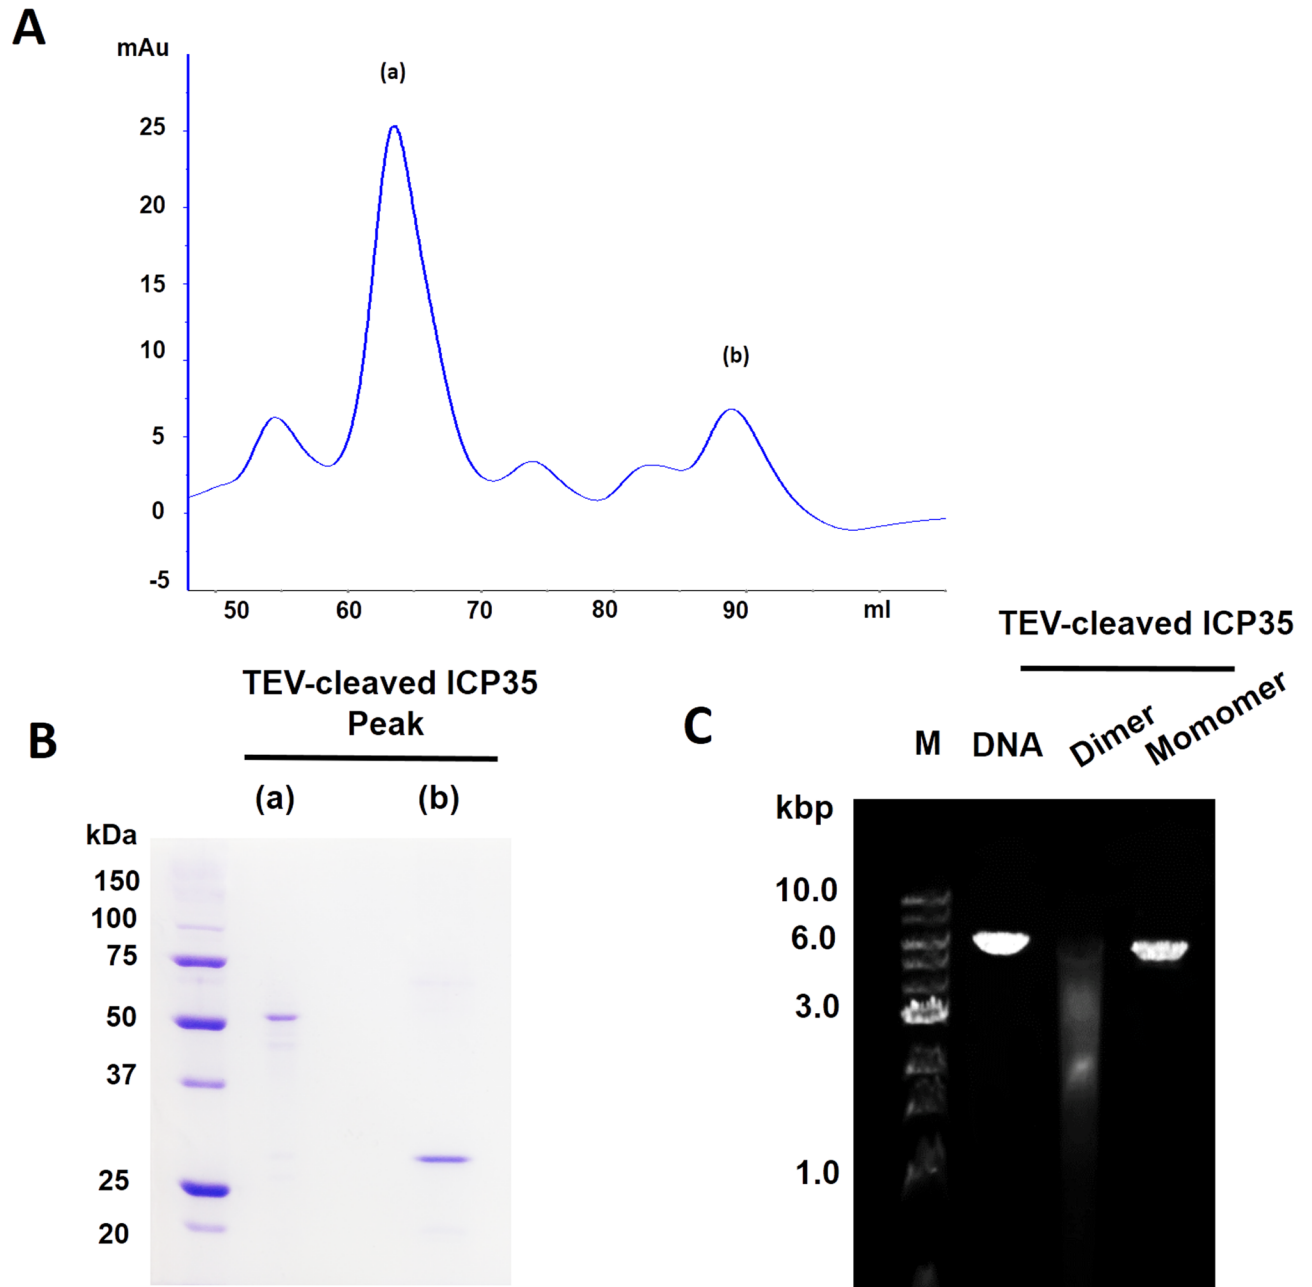 A
mAu
(a)
25
20
15
(b)
10
5
0
-5
50 60 70 80 90 ml
TEV-cleaved ICP35
Peak
B
(a) (b)
kDa
150
100
75
50
37
25
20
TEV-cleaved ICP35
C
M DNA Dimer Momomer
kbp
10.0
6.0
3.0
1.0